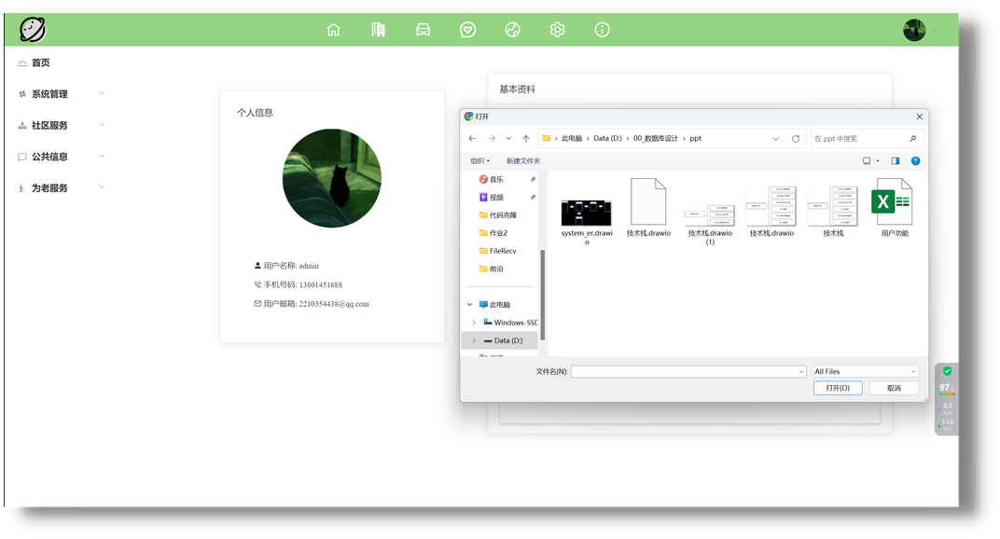 首页
系统管理
社区服务
公共信息
为老服务
个人信息
用户名称: admin
手机号码: 13801451688
用户邮箱: 2210354438@qq.com
基本资料
打开
此电脑 › Data (D:) › 00_数据库设计 › ppt
在 ppt 中搜索
组织
新建文件夹
音乐
视频
代码克隆
作业2
FileRecv
前沿
此电脑
Windows-SSD
Data (D:)
system_er.drawi
o
技术栈.drawio
技术栈.drawio
(1)
技术栈.drawio
技术栈
用户功能
文件名(N):
All Files
打开(O)
取消
97%
8.3
K/s
13.6
K/s